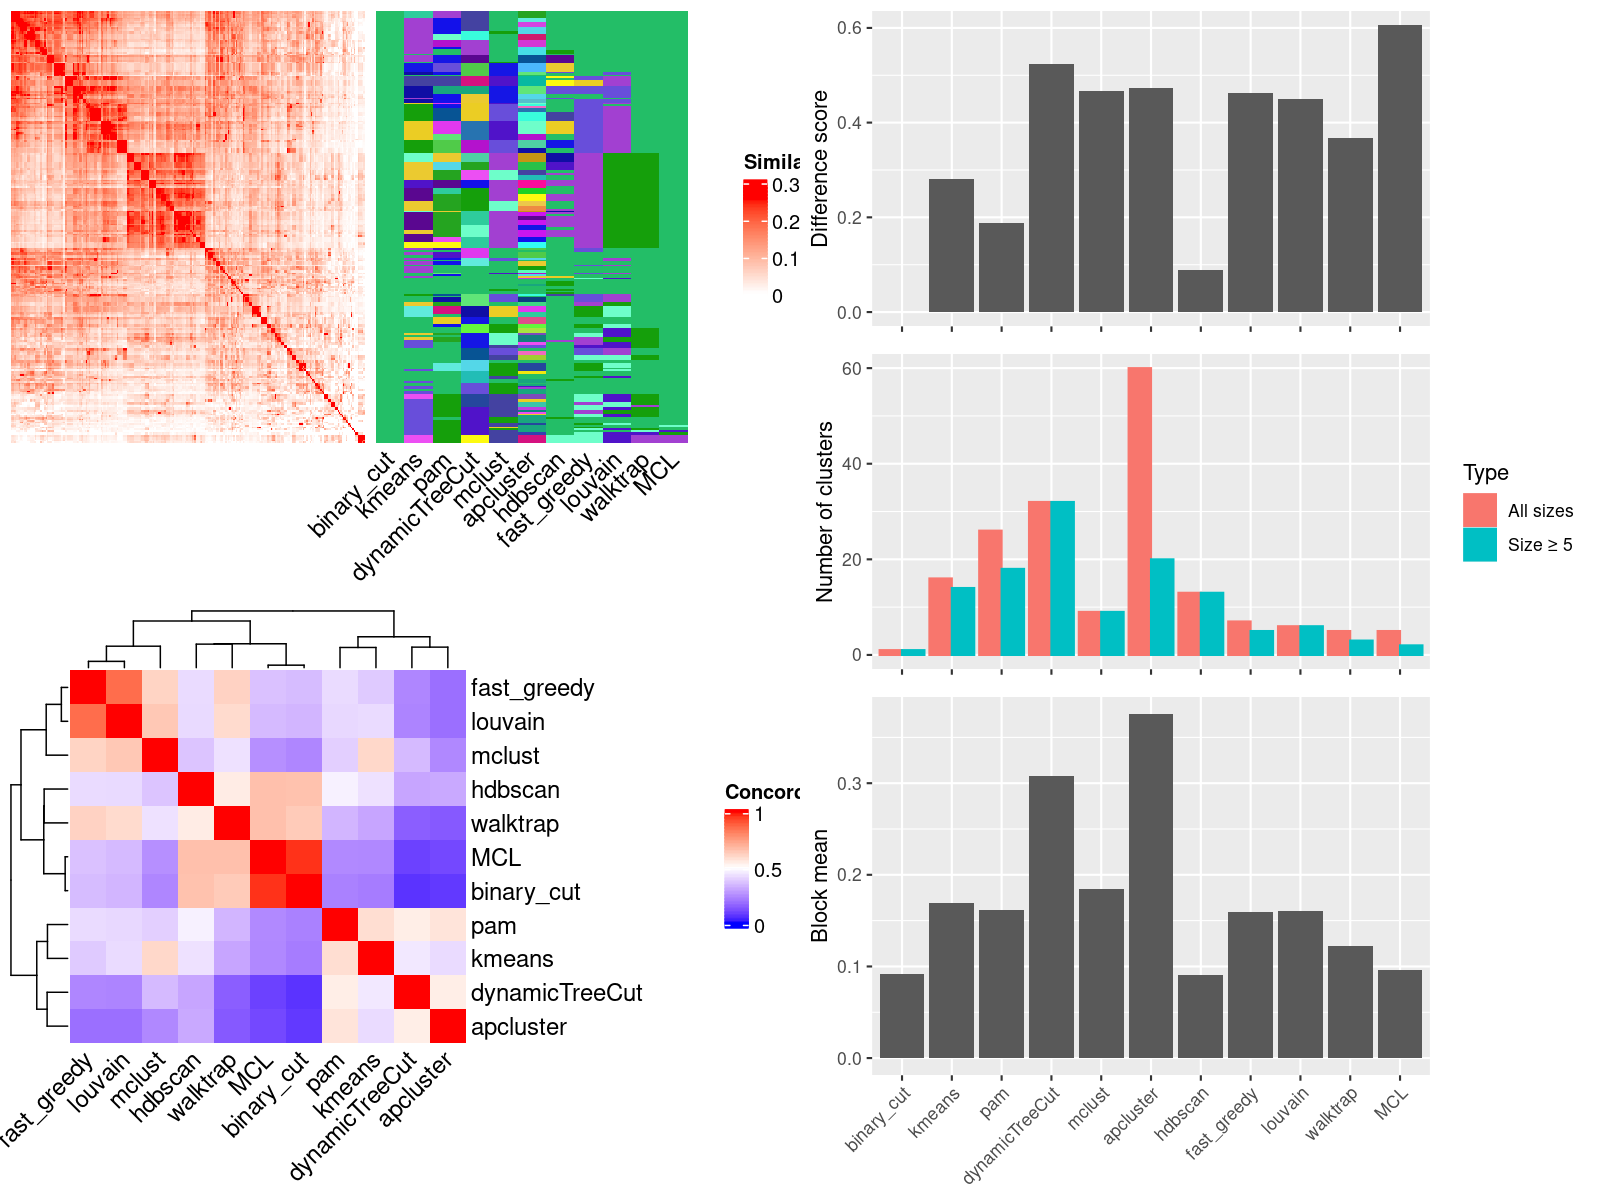 Simila
0.3
0.2
0.1
0
binary_cut
kmeans
pam
dynamicTreeCut
mclust
apcluster
hdbscan
fast_greedy
louvain
walktrap
MCL
fast_greedy
louvain
mclust
hdbscan
walktrap
MCL
binary_cut
pam
kmeans
dynamicTreeCut
apcluster
fast_greedy
louvain
mclust
hdbscan
walktrap
MCL
binary_cut
pam
kmeans
dynamicTreeCut
apcluster
Concord
1
0.5
0
Difference score
0.6
0.4
0.2
0.0
Number of clusters
60
40
20
0
Type
All sizes
Size ≥ 5
Block mean
0.3
0.2
0.1
0.0
binary_cut
kmeans
pam
dynamicTreeCut
mclust
apcluster
hdbscan
fast_greedy
louvain
walktrap
MCL